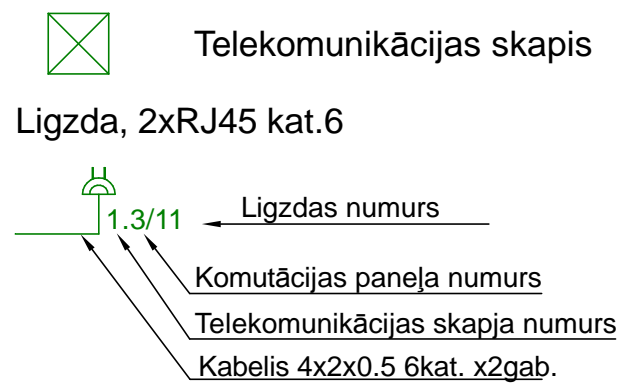 Telekomunikācijas skapis
Ligzda, 2xRJ45 kat.6
1.3/11
Ligzdas numurs
Komutācijas paneļa numurs
Telekomunikācijas skapja numurs
Kabelis 4x2x0.5 6kat. x2gab.